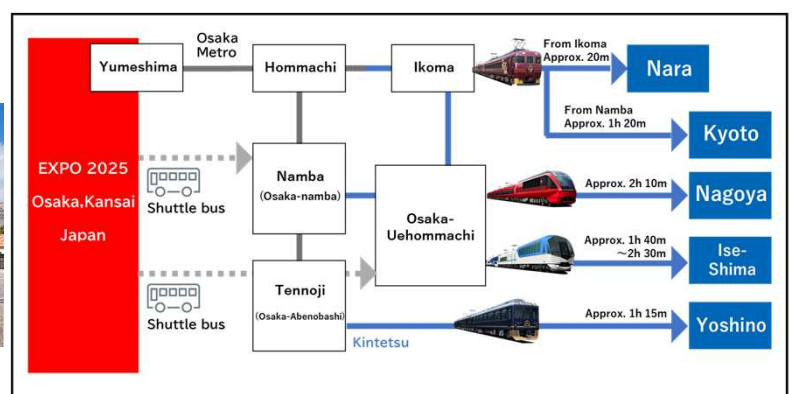 Osaka
Metro
Yumeshima
Hommachi
Ikoma
From Ikoma
Approx. 20m
Nara
From Namba
Approx. 1h 20m
Kyoto
EXPO 2025
Osaka,Kansai
Japan
Shuttle bus
Namba
(Osaka-namba)
Osaka-
Uehommachi
Approx. 2h 10m
Nagoya
Approx. 1h 40m
～2h 30m
Ise-
Shima
Shuttle bus
Tennoji
(Osaka-Abenobashi)
Kintetsu
Approx. 1h 15m
Yoshino